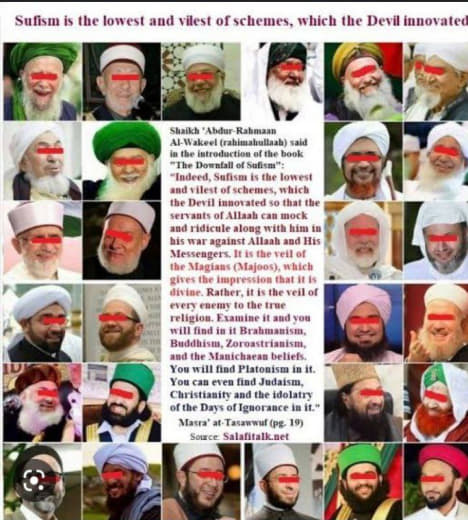 Sufism is the lowest and vilest of schemes, which the Devil innovated
Shaikh 'Abdur-Rahmaan
Al-Wakeel (rahimahullaah) said
in the introduction of the book
"The Downfall of Sufism":
"Indeed, Sufism is the lowest
and vilest of schemes, which
the Devil innovated so that the
servants of Allaah can mock
and ridicule along with him in
his war against Allaah and His
Messengers. It is the veil of
the Magians (Majoos), which
gives the impression that it is
divine. Rather, it is the veil of
every enemy to the true
religion. Examine it and you
will find in it Brahmanism,
Buddhism, Zoroastrianism,
and the Manichaean beliefs.
You will find Platonism in it.
You can even find Judaism,
Christianity and the idolatry
of the Days of Ignorance in it."
Masra' at-Tasawwuf (pg. 19)
Source: Salafitalk.net